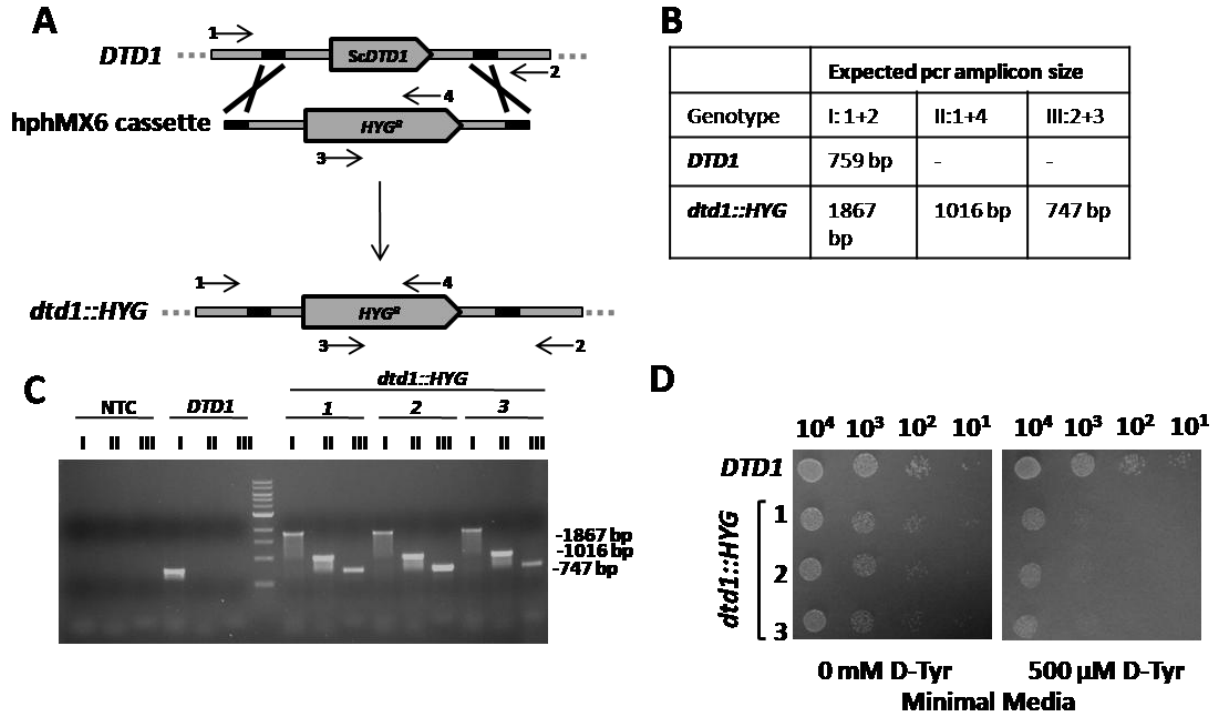 A
1
DTD1
ScDTD1
2
4
hphMX6 cassette
HYGᴿ
3
1
4
dtd1::HYG
HYGᴿ
3
2
B
Expected pcr amplicon size
Genotype I: 1+2 II:1+4 III:2+3
DTD1 759 bp - -
dtd1::HYG 1867 bp 1016 bp 747 bp
C
dtd1::HYG
NTC DTD1 1 2 3
I II III I II III I II III I II III I II III
-1867 bp
-1016 bp
-747 bp
D
10⁴ 10³ 10² 10¹ 10⁴ 10³ 10² 10¹
DTD1
dtd1::HYG
1
2
3
0 mM D-Tyr 500 µM D-Tyr
Minimal Media